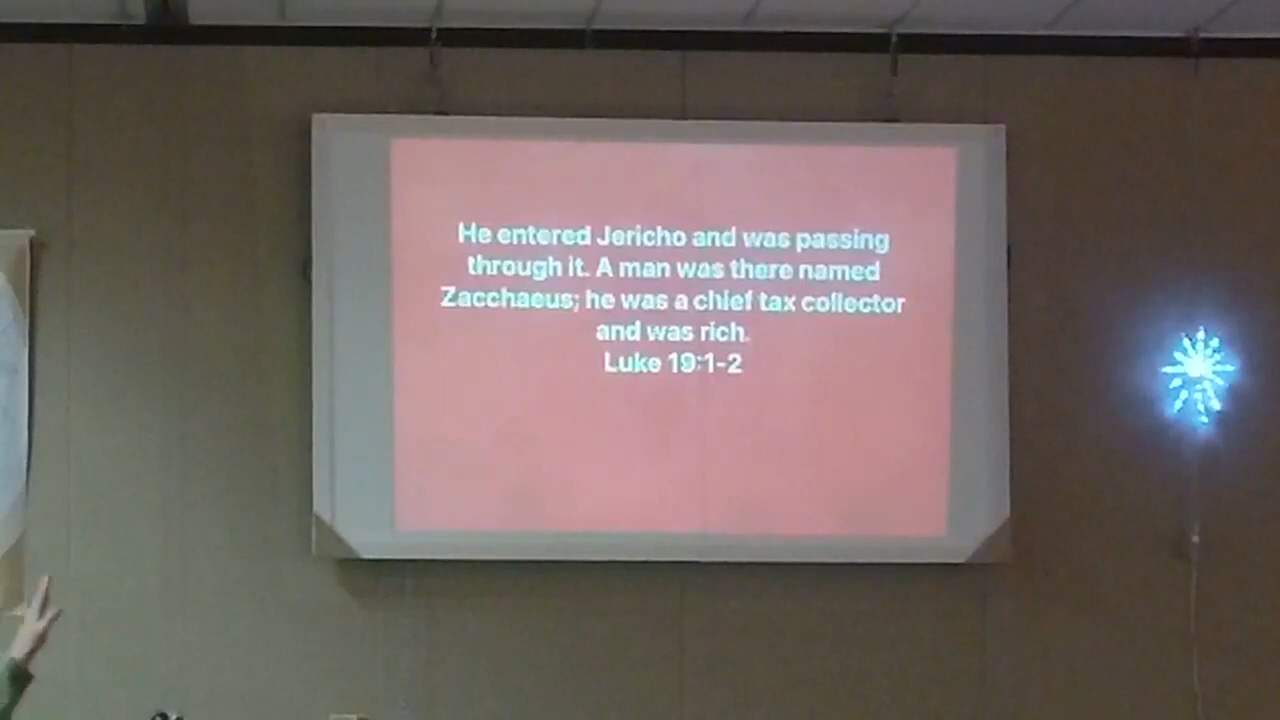 He entered Jericho and was passing
through it. A man was there named
Zacchaeus; he was a chief tax collector
and was rich.
Luke 19:1-2